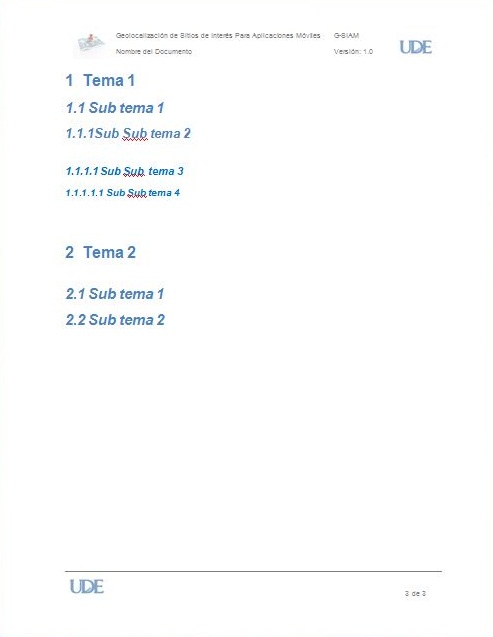 Geolocalización de Sitios de Interés Para Aplicaciones Móviles G-SIAM
Nombre del Documento Versión: 1.0 UDE
1 Tema 1
1.1 Sub tema 1
1.1.1Sub Sub tema 2
1.1.1.1 Sub Sub tema 3
1.1.1.1.1 Sub Sub tema 4
2 Tema 2
2.1 Sub tema 1
2.2 Sub tema 2
UDE
3 de 3